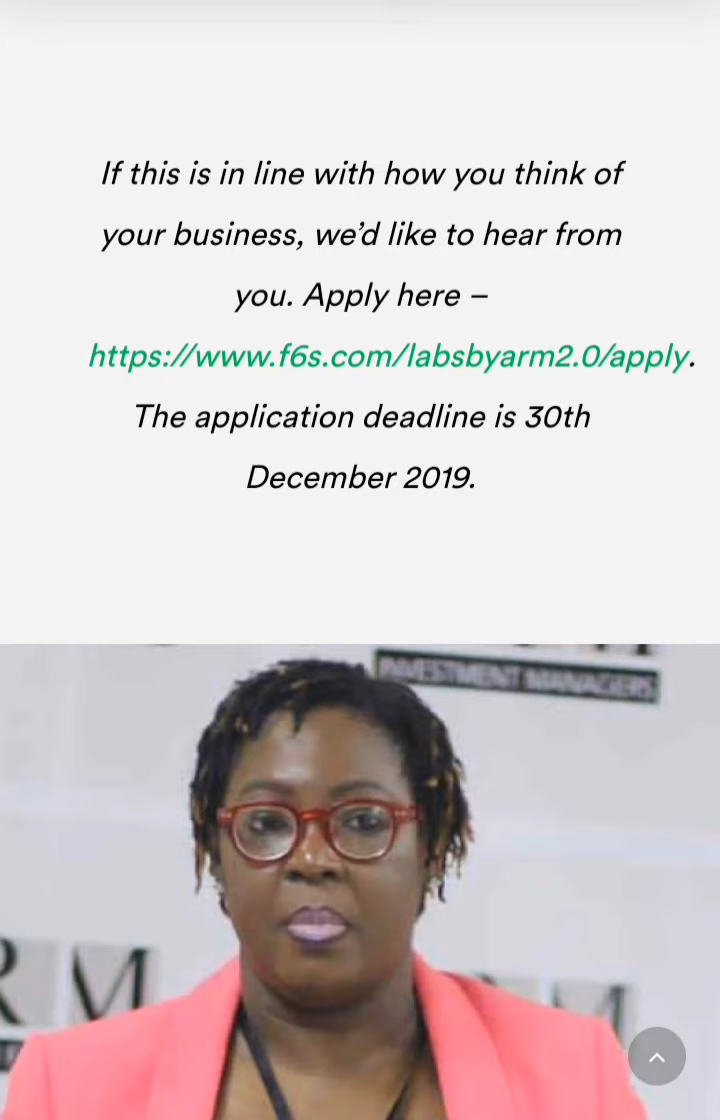 If this is in line with how you think of
your business, we’d like to hear from
you. Apply here –
https://www.f6s.com/labsbyarm2.0/apply.
The application deadline is 30th
December 2019.
INVESTMENT MANAGERS
RM
M